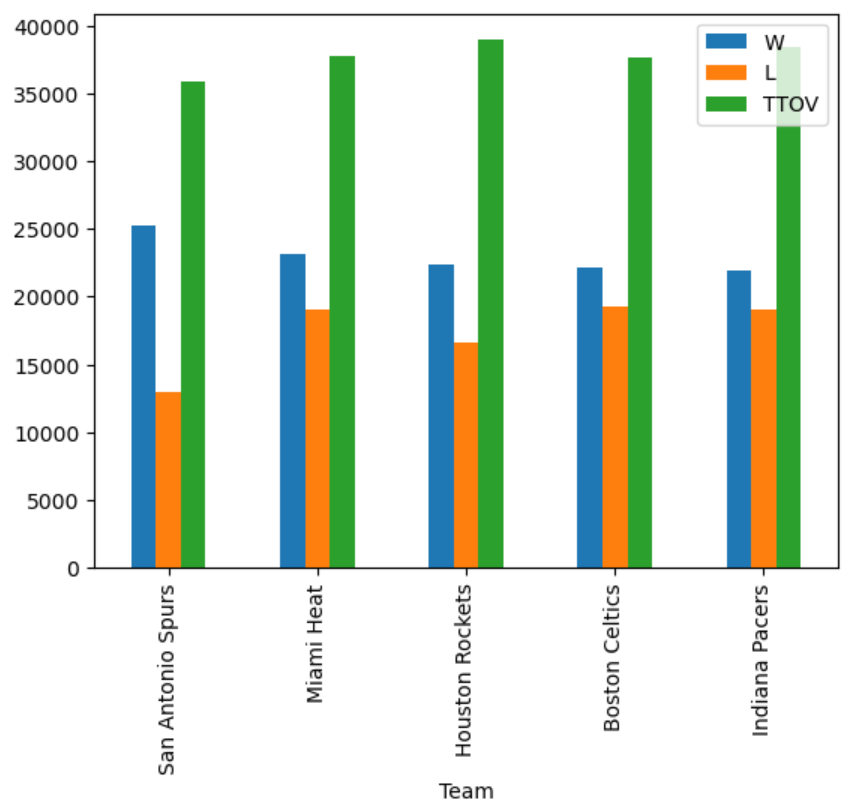 40000
35000
30000
25000
20000
15000
10000
5000
0
W
L
TTOV
San Antonio Spurs
Miami Heat
Houston Rockets
Boston Celtics
Indiana Pacers
Team